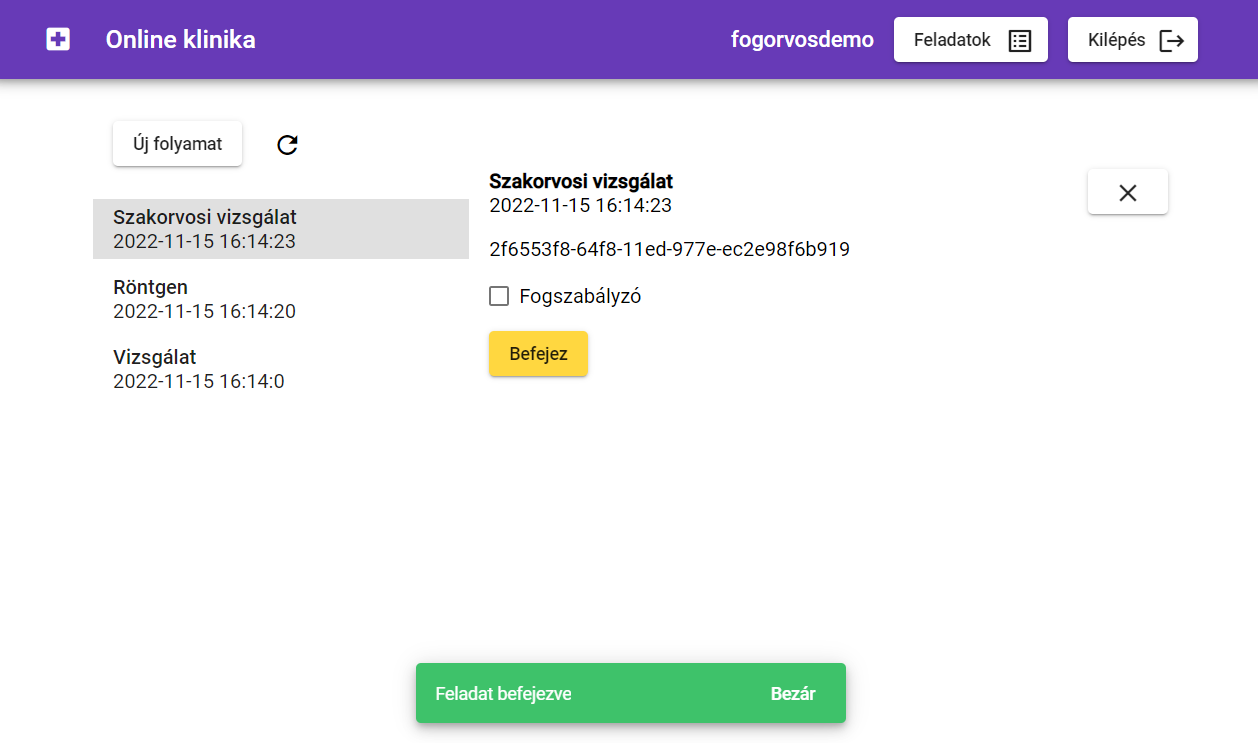 Online klinika
fogorvosdemo
Feladatok
Kilépés
Új folyamat
Szakorvosi vizsgálat
2022-11-15 16:14:23
Röntgen
2022-11-15 16:14:20
Vizsgálat
2022-11-15 16:14:0
Szakorvosi vizsgálat
2022-11-15 16:14:23
2f6553f8-64f8-11ed-977e-ec2e98f6b919
Fogszabályzó
Befejez
Feladat befejezve
Bezár